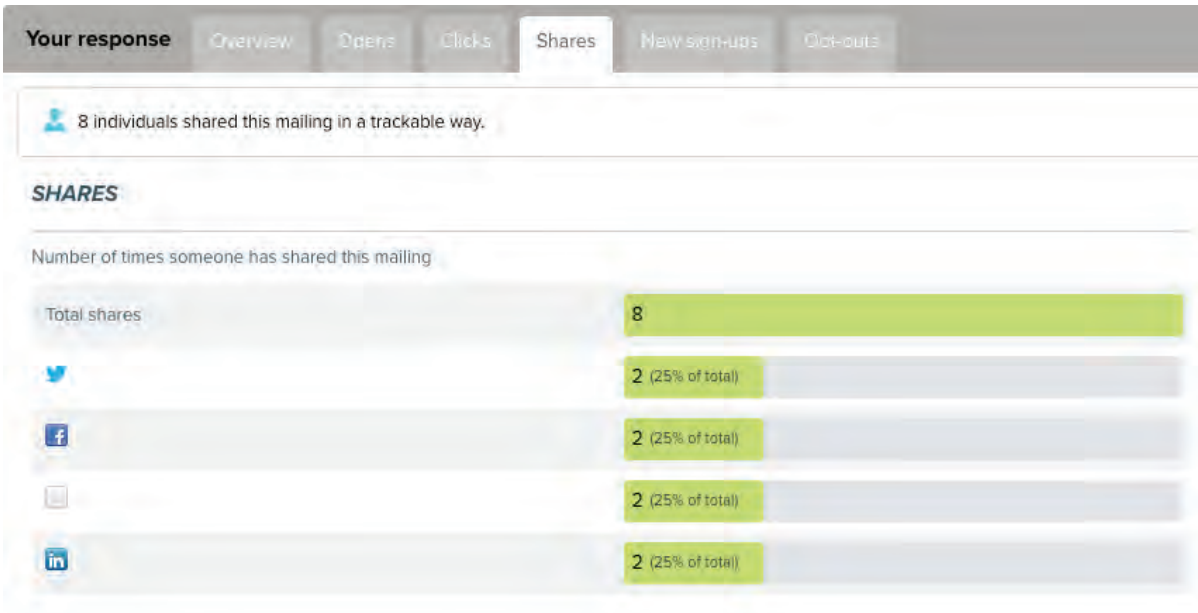 Your response Overview Opens Clicks Shares New sign-ups Opt-outs
8 individuals shared this mailing in a trackable way.
SHARES
Number of times someone has shared this mailing
Total shares 8
2 (25% of total)
2 (25% of total)
2 (25% of total)
in 2 (25% of total)